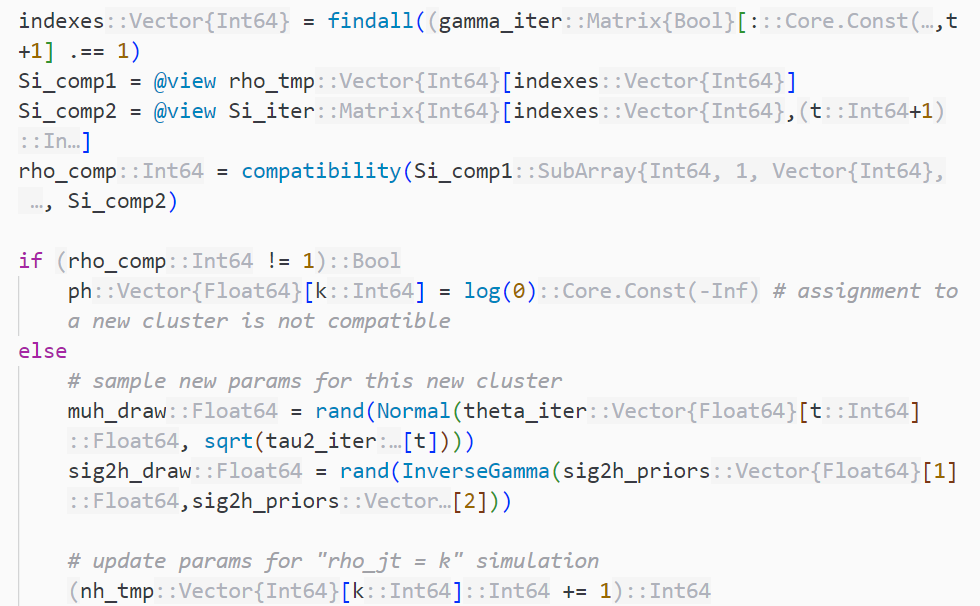 indexes::Vector{Int64} = findall((gamma_iter::Matrix{Bool}[:::Core.Const(…,t
+1] .== 1)
Si_comp1 = @view rho_tmp::Vector{Int64}[indexes::Vector{Int64}]
Si_comp2 = @view Si_iter::Matrix{Int64}[indexes::Vector{Int64},(t::Int64+1)
::In…]
rho_comp::Int64 = compatibility(Si_comp1::SubArray{Int64, 1, Vector{Int64},
…, Si_comp2)
if (rho_comp::Int64 != 1)::Bool
ph::Vector{Float64}[k::Int64] = log(0)::Core.Const(-Inf) # assignment to
a new cluster is not compatible
else
# sample new params for this new cluster
muh_draw::Float64 = rand(Normal(theta_iter::Vector{Float64}[t::Int64]
::Float64, sqrt(tau2_iter:…[t])))
sig2h_draw::Float64 = rand(InverseGamma(sig2h_priors::Vector{Float64}[1]
::Float64,sig2h_priors::Vector…[2]))
# update params for "rho_jt = k" simulation
(nh_tmp::Vector{Int64}[k::Int64]::Int64 += 1)::Int64